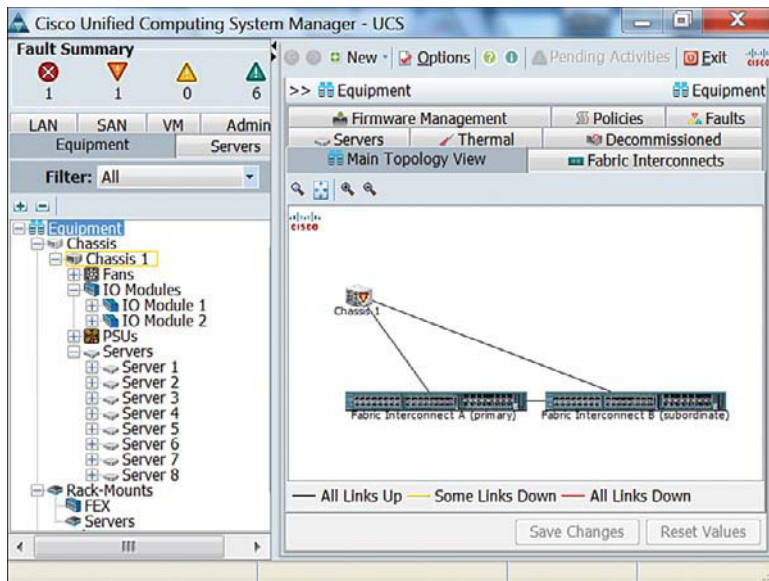 Cisco Unified Computing System Manager - UCS
Fault Summary
1 1 0 6
New Options Pending Activities Exit
cisco
>> Equipment Equipment
LAN SAN VM Admin
Equipment Servers
Filter: All
Firmware Management Policies Faults
Servers Thermal Decommissioned
Main Topology View Fabric Interconnects
Equipment
Chassis
Chassis 1
Fans
IO Modules
IO Module 1
IO Module 2
PSUs
Servers
Server 1
Server 2
Server 3
Server 4
Server 5
Server 6
Server 7
Server 8
Rack-Mounts
FEX
Servers
cisco
Chassis 1
Fabric Interconnect A (primary) Fabric Interconnect B (subordinate)
All Links Up Some Links Down All Links Down
Save Changes Reset Values